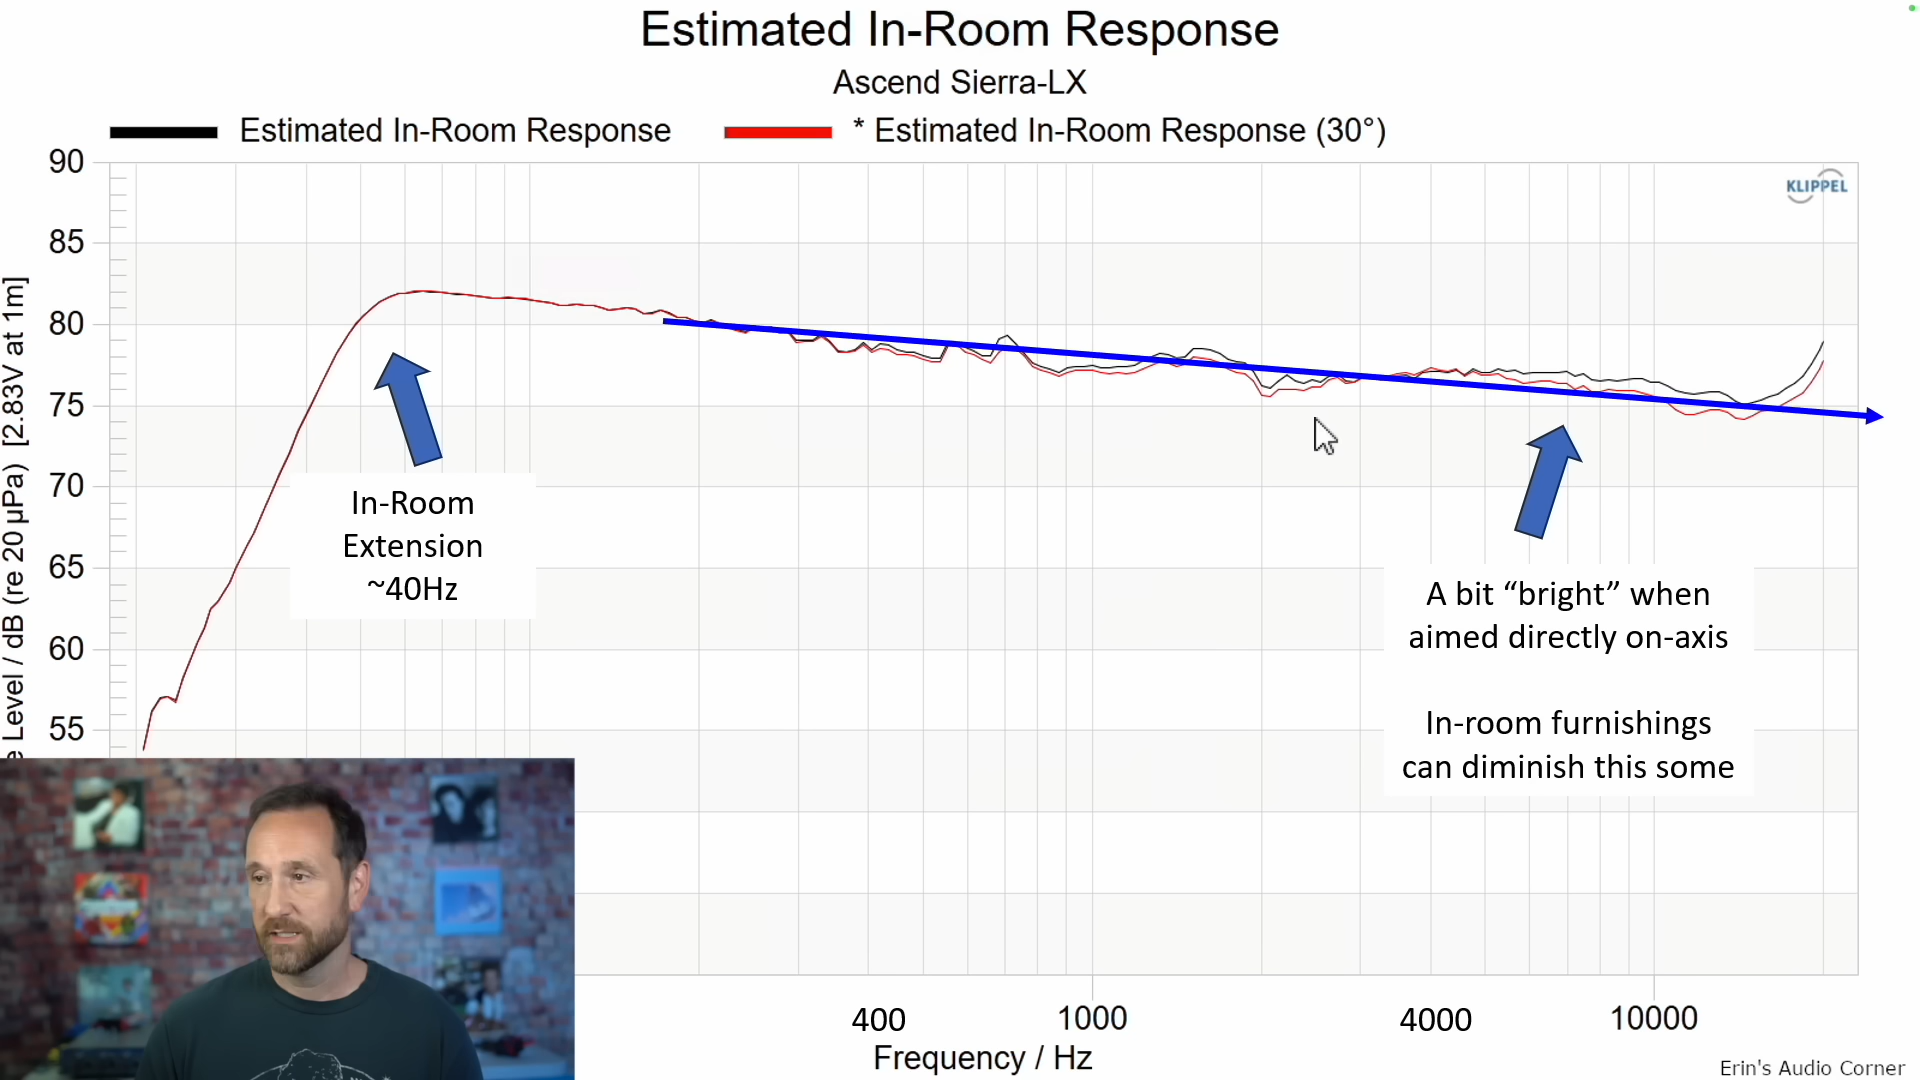 Estimated In-Room Response
Ascend Sierra-LX
Estimated In-Room Response
* Estimated In-Room Response (30°)
KLIPPEL
90
85
80
75
70
65
60
55
e Level / dB (re 20 µPa) [2.83V at 1m]
In-Room
Extension
~40Hz
A bit “bright” when
aimed directly on-axis
In-room furnishings
can diminish this some
400
1000
4000
10000
Frequency / Hz
Erin's Audio Corner